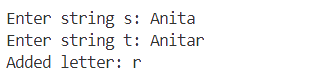 Enter string s: Anita
Enter string t: Anitar
Added letter: r